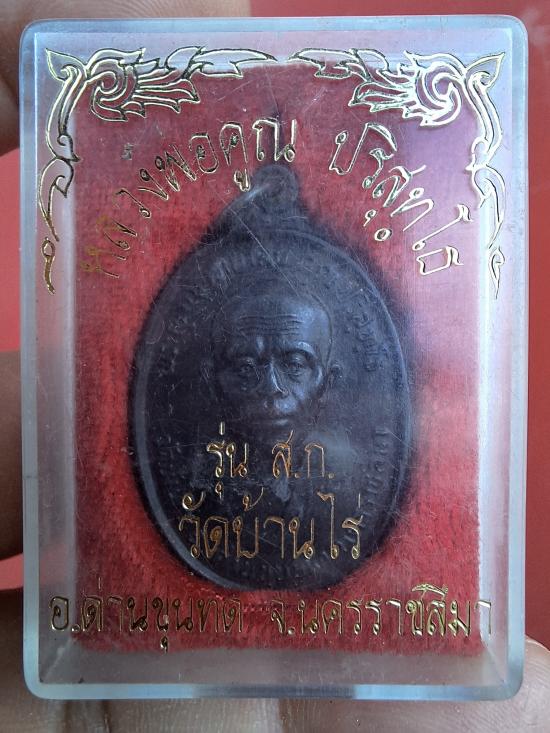 หลวงพ่อคูณ ปริสุทฺโธ
รุ่น ส.ก.
วัดบ้านไร่
อ.ด่านขุนทด จ.นครราชสีมา